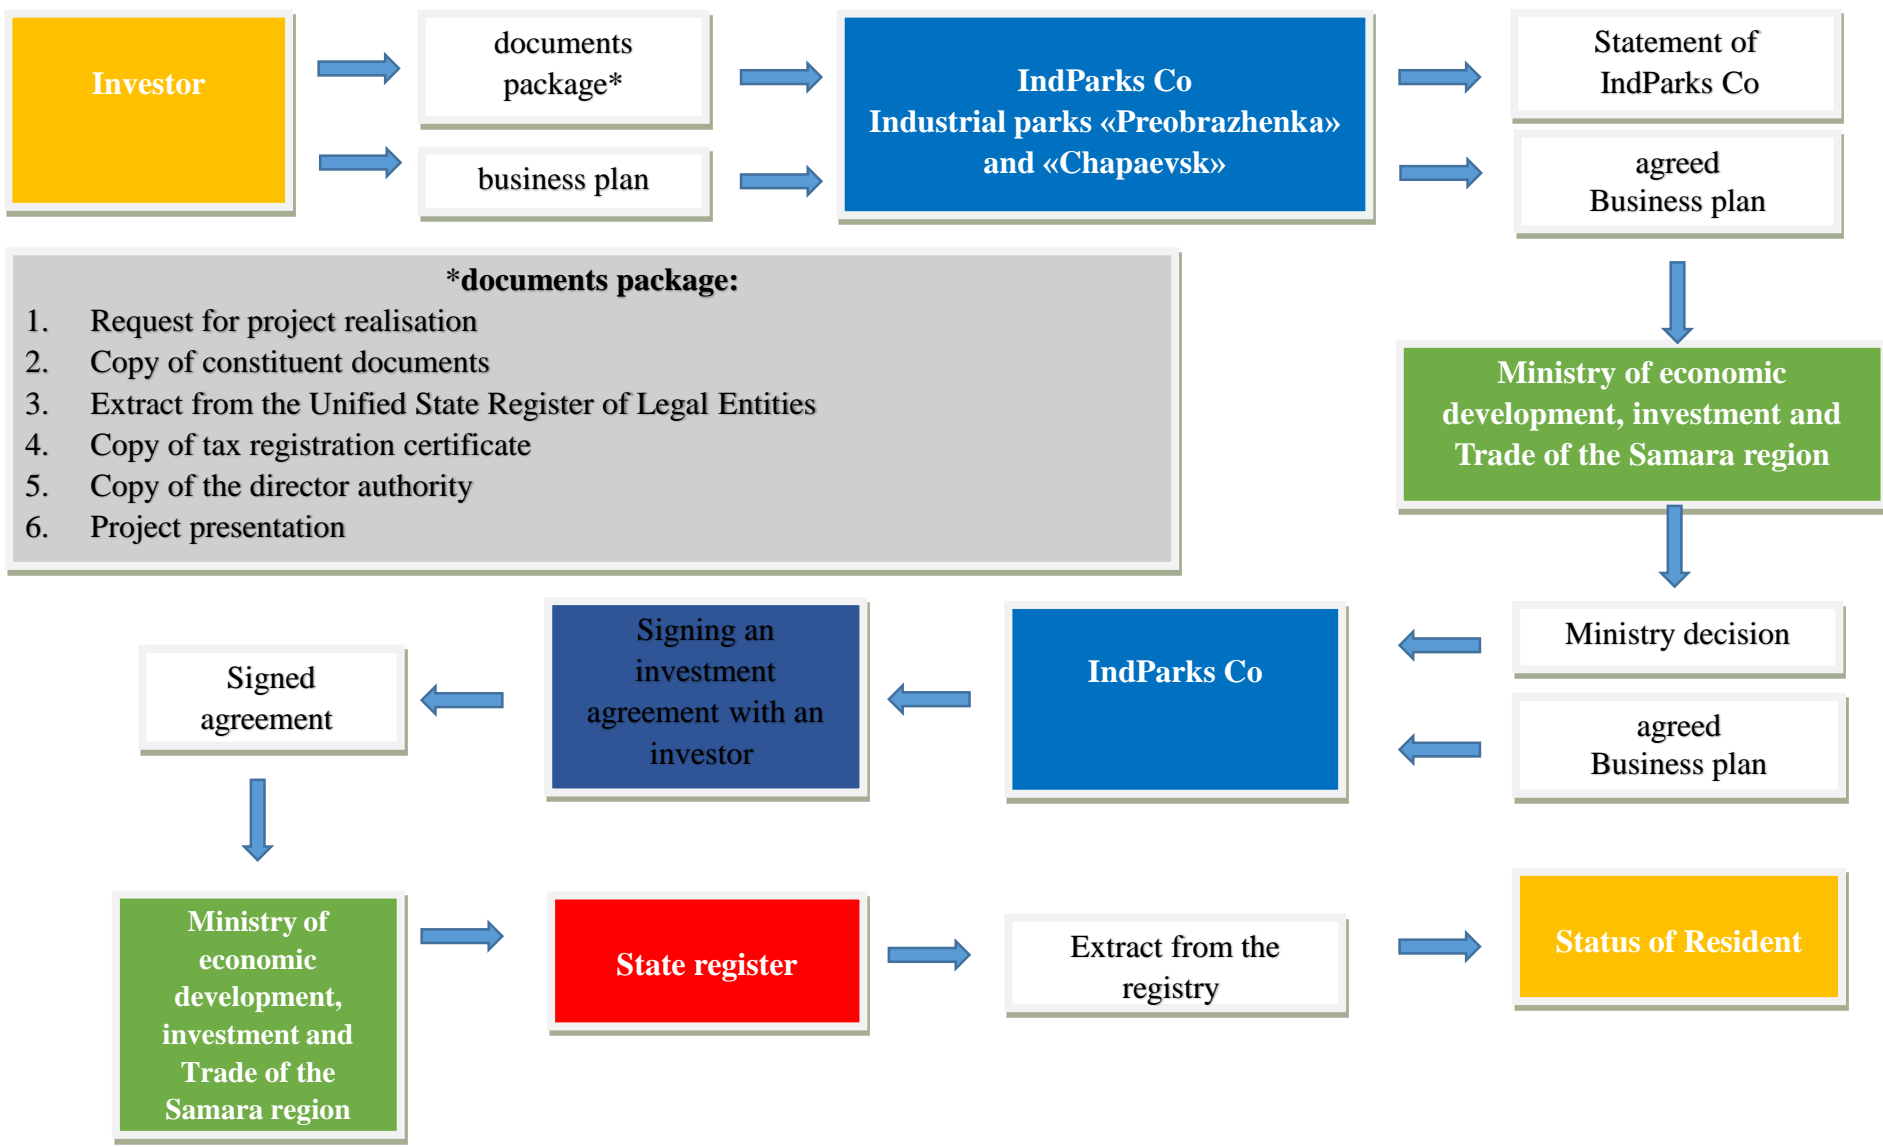 Investor
documents
package*
business plan
IndParks Co
Industrial parks «Preobrazhenka»
and «Chapaevsk»
Statement of
IndParks Co
agreed
Business plan
*documents package:
1. Request for project realisation
2. Copy of constituent documents
3. Extract from the Unified State Register of Legal Entities
4. Copy of tax registration certificate
5. Copy of the director authority
6. Project presentation
Ministry of economic
development, investment and
Trade of the Samara region
Ministry decision
agreed
Business plan
IndParks Co
Signing an
investment
agreement with an
investor
Signed
agreement
Ministry of
economic
development,
investment and
Trade of the
Samara region
State register
Extract from the
registry
Status of Resident